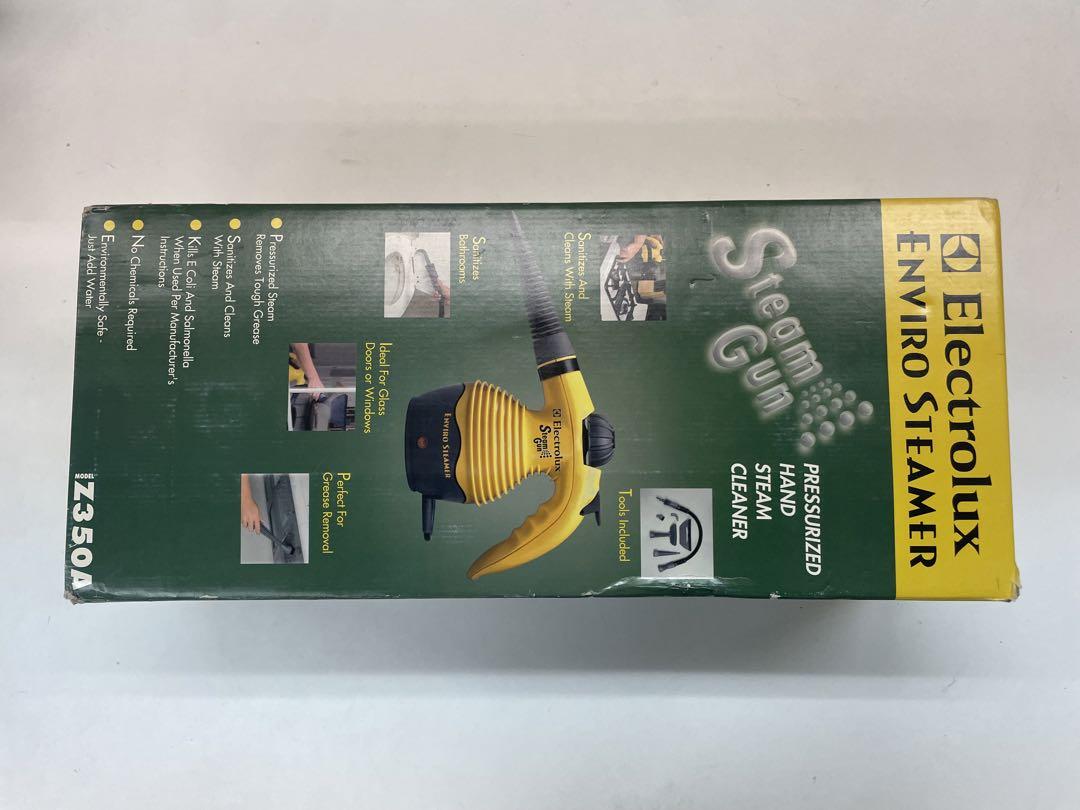 Electrolux
ENVIRO STEAMER
Steam
Gun
PRESSURIZED
HAND
STEAM
CLEANER
Sanitizes And
Cleans With Steam
Tools Included
Electrolux
Steam
Gun
ENVIRO STEAMER
Sanitizes
Bathrooms
Ideal For Glass
Doors or Windows
Perfect For
Grease Removal
Pressurized Steam
Removes Tough Grease
Sanitizes And Cleans
With Steam
Kills E Coli And Salmonella
When Used Per Manufacturer's
Instructions
No Chemicals Required
Environmentally Safe -
Just Add Water
MODEL Z350A